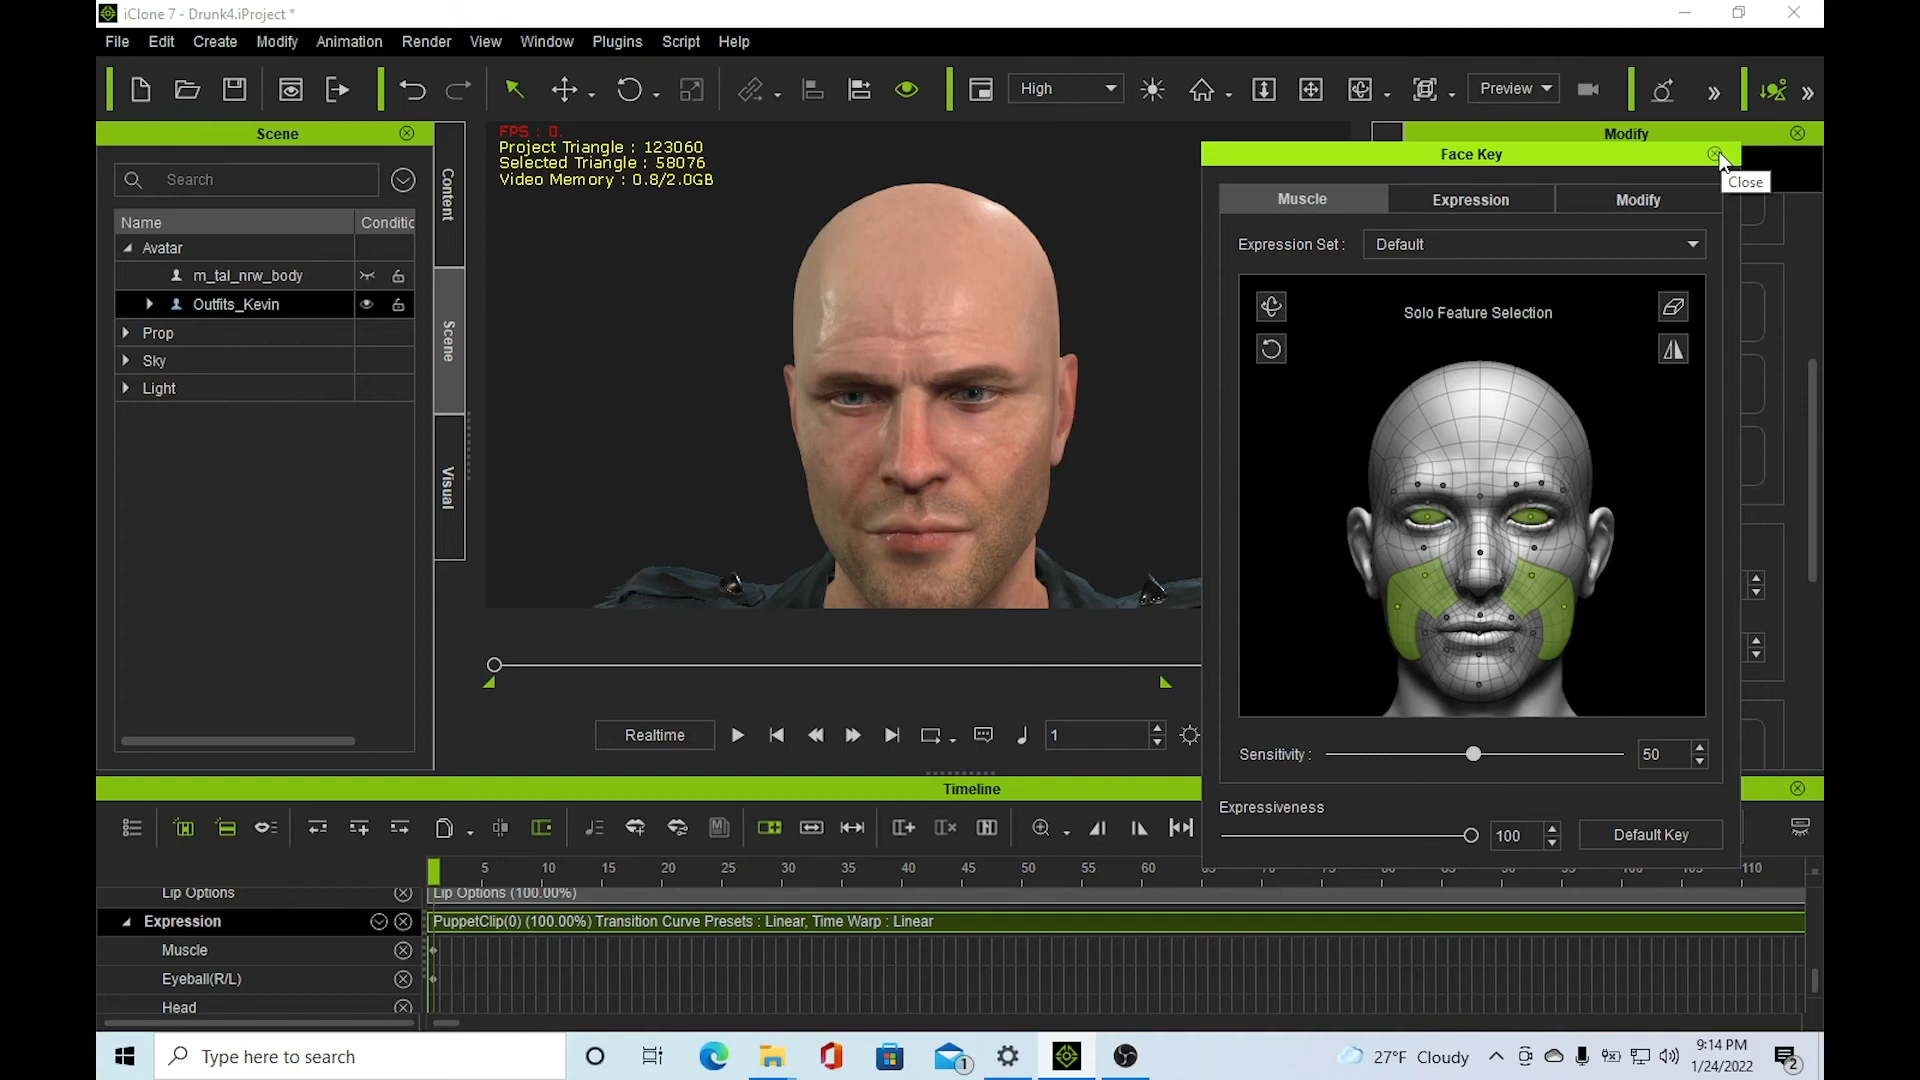 iClone 7 - Drunk4.iProject *
File Edit Create Modify Animation Render View Window Plugins Script Help
High
Preview
Scene
Search
Name Conditic
Avatar
m_tal_nrw_body
Outfits_Kevin
Prop
Sky
Light
Content
Scene
Visual
FPS : 0.
Project Triangle : 123060
Selected Triangle : 58076
Video Memory : 0.8/2.0GB
Modify
Face Key
Close
Muscle Expression Modify
Expression Set : Default
Solo Feature Selection
Sensitivity : 50
Expressiveness
100 Default Key
Realtime 1
Timeline
5 10 15 20 25 30 35 40 45 50 55 60 110
Lip Options Lip Options (100.00%)
Expression PuppetClip(0) (100.00%) Transition Curve Presets : Linear, Time Warp : Linear
Muscle
Eyeball(R/L)
Head
Type here to search
1
27°F Cloudy
9:14 PM
1/24/2022
2